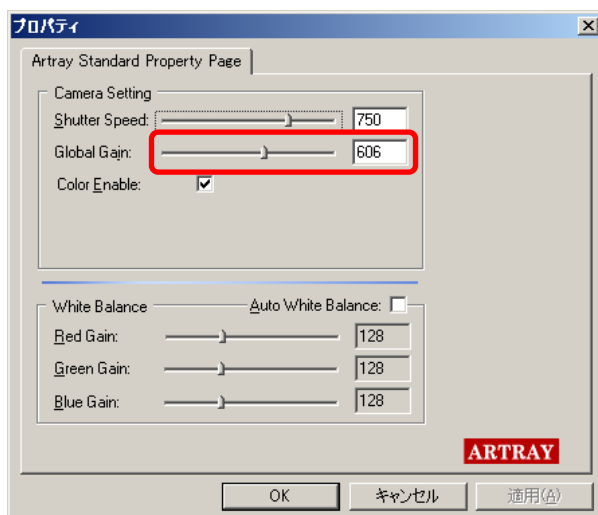 プロパティ
Artray Standard Property Page
Camera Setting
Shutter Speed: 750
Global Gain: 606
Color Enable:
White Balance Auto White Balance:
Red Gain: 128
Green Gain: 128
Blue Gain: 128
ARTRAY
OK キャンセル 適用(A)